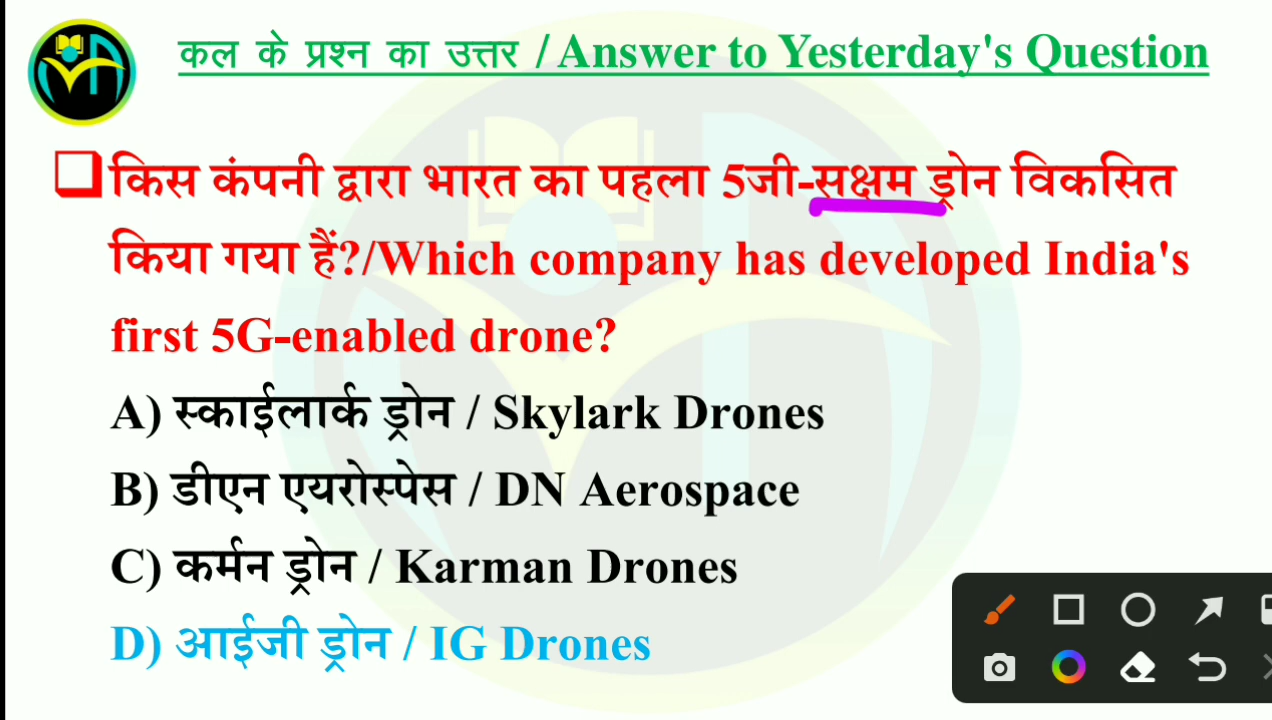 कल के प्रश्न का उत्तर / Answer to Yesterday's Question
किस कंपनी द्वारा भारत का पहला 5जी-सक्षम ड्रोन विकसित
किया गया हैं?/Which company has developed India's
first 5G-enabled drone?
A) स्काईलार्क ड्रोन / Skylark Drones
B) डीएन एयरोस्पेस / DN Aerospace
C) कर्मन ड्रोन / Karman Drones
D) आईजी ड्रोन / IG Drones